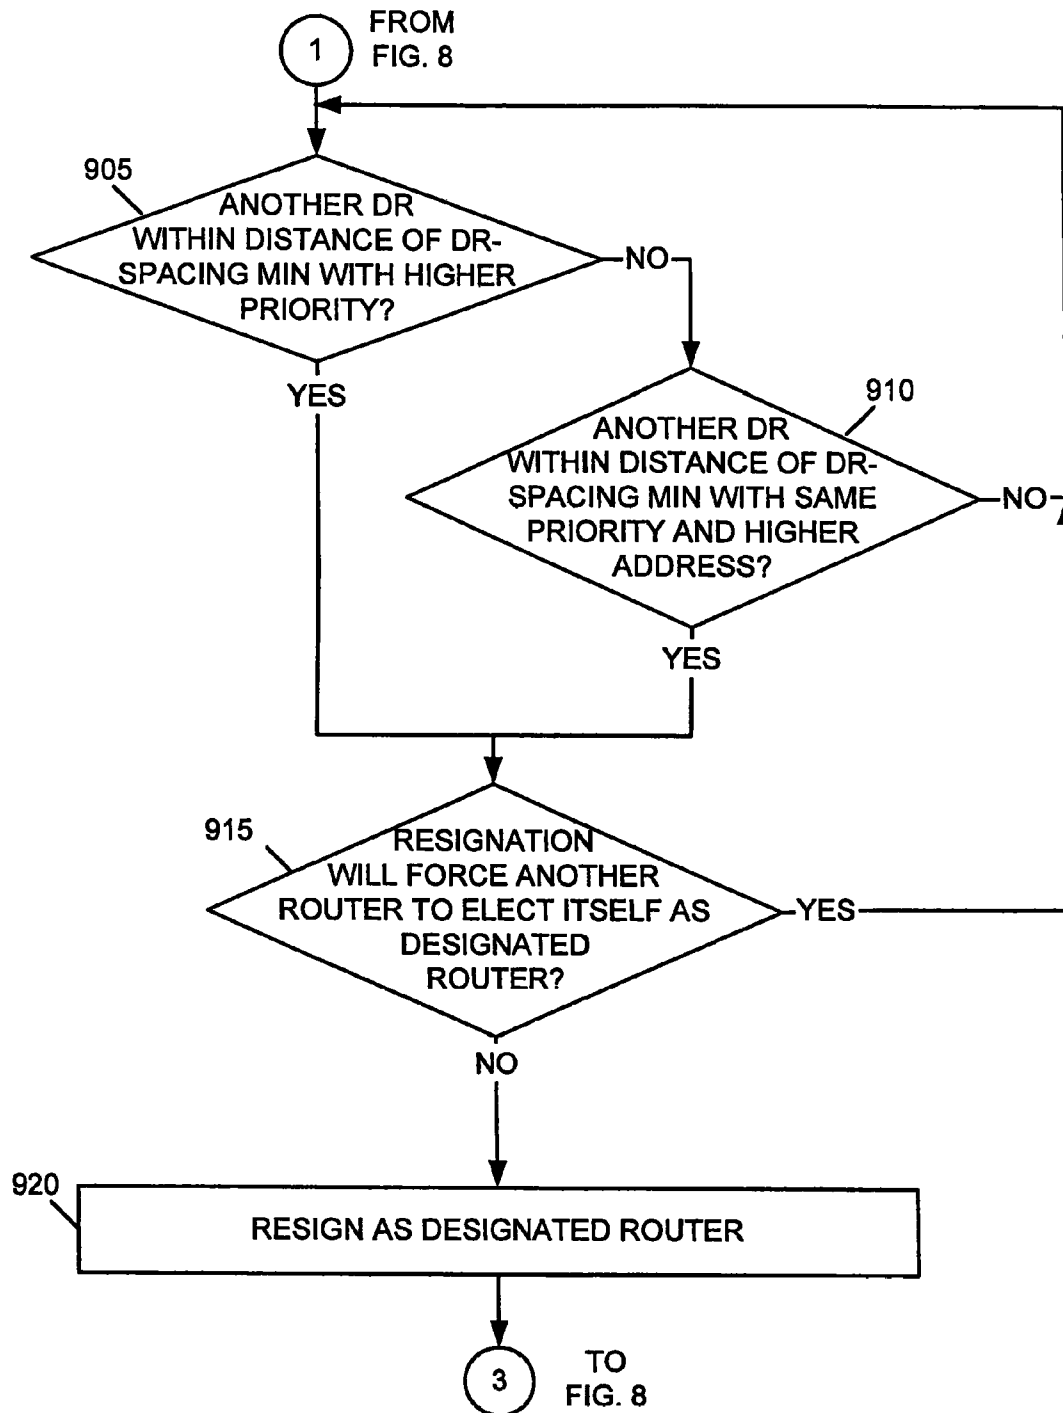 1
FROM
FIG. 8
905
ANOTHER DR
WITHIN DISTANCE OF DR-
SPACING MIN WITH HIGHER
PRIORITY?
NO
YES
910
ANOTHER DR
WITHIN DISTANCE OF DR-
SPACING MIN WITH SAME
PRIORITY AND HIGHER
ADDRESS?
NO
YES
915
RESIGNATION
WILL FORCE ANOTHER
ROUTER TO ELECT ITSELF AS
DESIGNATED
ROUTER?
YES
NO
920
RESIGN AS DESIGNATED ROUTER
3
TO
FIG. 8